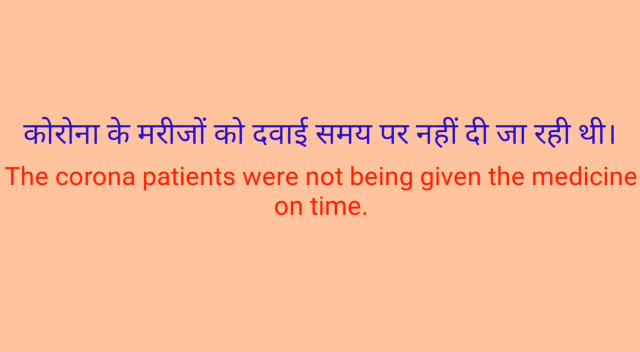 कोरोना के मरीजों को दवाई समय पर नहीं दी जा रही थी।
The corona patients were not being given the medicine
on time.